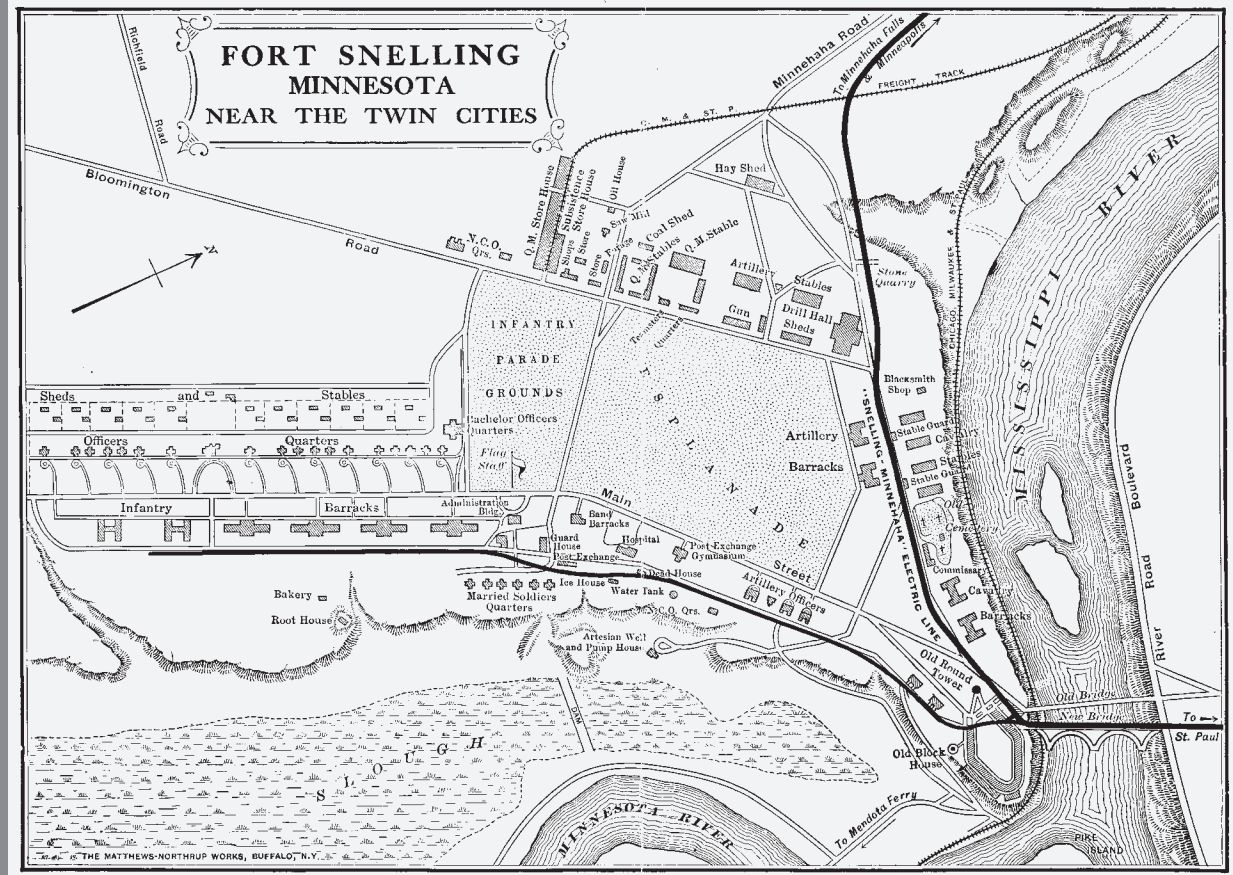 FORT SNELLING
MINNESOTA
NEAR THE TWIN CITIES
Richfield
Road
Bloomington
Road
Minnehaha Road
To Minnehaha Falls
& Minneapolis
FREIGHT TRACK
C. M. & ST. P.
MISSISSIPPI RIVER
CHICAGO, MILWAUKEE & ST. PAUL
N.C.O.
Qrs.
Q. M. Store House
Subsistence
Store House
Shops
Store
Store
Forage
Oil House
Saw Mill
Coal Shed
Q. M. Stables
Q. M. Stable
Hay Shed
Artillery
Stables
Gun
Drill Hall
Sheds
Teamsters
Quarters
Stone
Quarry
INFANTRY
PARADE
GROUNDS
ESPLANADE
Sheds and Stables
Officers Quarters
Bachelor Officers
Quarters
Flag
Staff
Infantry Barracks
Administration
Bldg.
Main
Street
Band
Barracks
Guard
House
Post Exchange
Hospital
Post Exchange
Gymnasium
Artillery
Barracks
Blacksmith
Shop
Stable Guard
Cavalry
Stables
Stable Guard
Old
Cemetery
Commissary
Cavalry
Barracks
"SNELLING-MINNEHAHA" ELECTRIC LINE
Boulevard
Road
River
Bakery
Root House
Married Soldiers
Quarters
Ice House
Dead House
Water Tank
N.C.O. Qrs.
Artillery Officers
Artesian Well
and Pump House
Old Round
Tower
Old Bridge
New Bridge
To
St. Paul
Old Block
House
DAM
SLOUGH
MINNESOTA RIVER
To Mendota Ferry
PIKE
ISLAND
THE MATTHEWS-NORTHRUP WORKS, BUFFALO, N.Y.